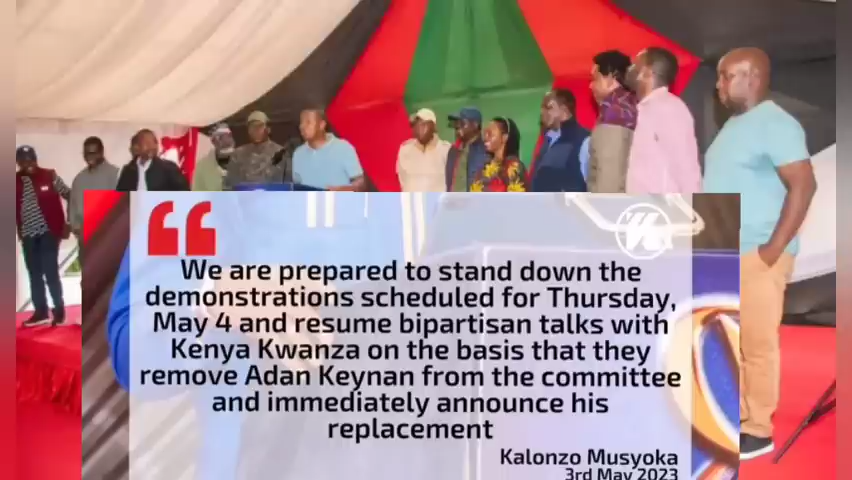 We are prepared to stand down the
demonstrations scheduled for Thursday,
May 4 and resume bipartisan talks with
Kenya Kwanza on the basis that they
remove Adan Keynan from the committee
and immediately announce his
replacement
Kalonzo Musyoka
3rd May 2023